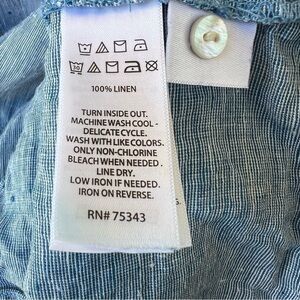 100% LINEN
TURN INSIDE OUT.
MACHINE WASH COOL -
DELICATE CYCLE.
WASH WITH LIKE COLORS.
ONLY NON-CHLORINE
BLEACH WHEN NEEDED.
LINE DRY.
LOW IRON IF NEEDED.
IRON ON REVERSE.
RN# 75343